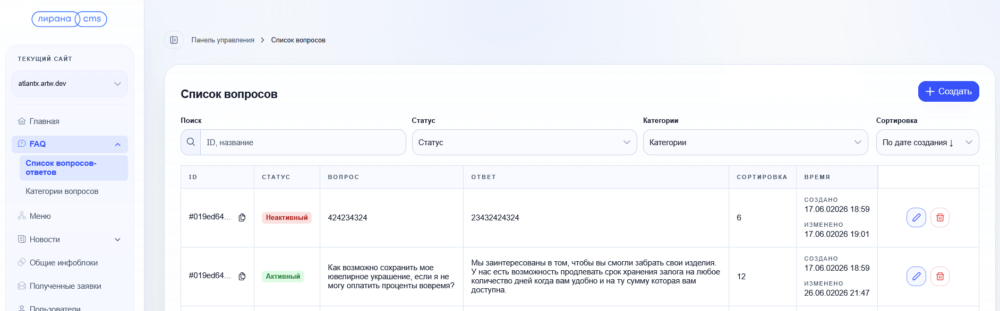 лирана cms
ТЕКУЩИЙ САЙТ
atlantx.artw.dev
Главная
FAQ
Список вопросов-
ответов
Категории вопросов
Меню
Новости
Общие инфоблоки
Полученные заявки
Пользователи
Панель управления > Список вопросов
Список вопросов
+ Создать
Поиск
Статус
Категории
Сортировка
ID, название
Статус
Категории
По дате создания ↓
ID
СТАТУС
ВОПРОС
ОТВЕТ
СОРТИРОВКА
ВРЕМЯ
#019ed64...
Неактивный
424234324
23432424324
6
СОЗДАНО
17.06.02026 18:59
ИЗМЕНЕНО
17.06.02026 19:01
#019ed64...
Активный
Как возможно сохранить мое
ювелирное украшение, если я не
могу оплатить проценты вовремя?
Мы заинтересованы в том, чтобы вы смогли забрать свои изделия.
У нас есть возможность продлевать срок хранения залога на любое
количество дней когда вам удобно и на ту сумму которая вам
доступна.
12
СОЗДАНО
17.06.02026 18:59
ИЗМЕНЕНО
26.06.02026 21:47